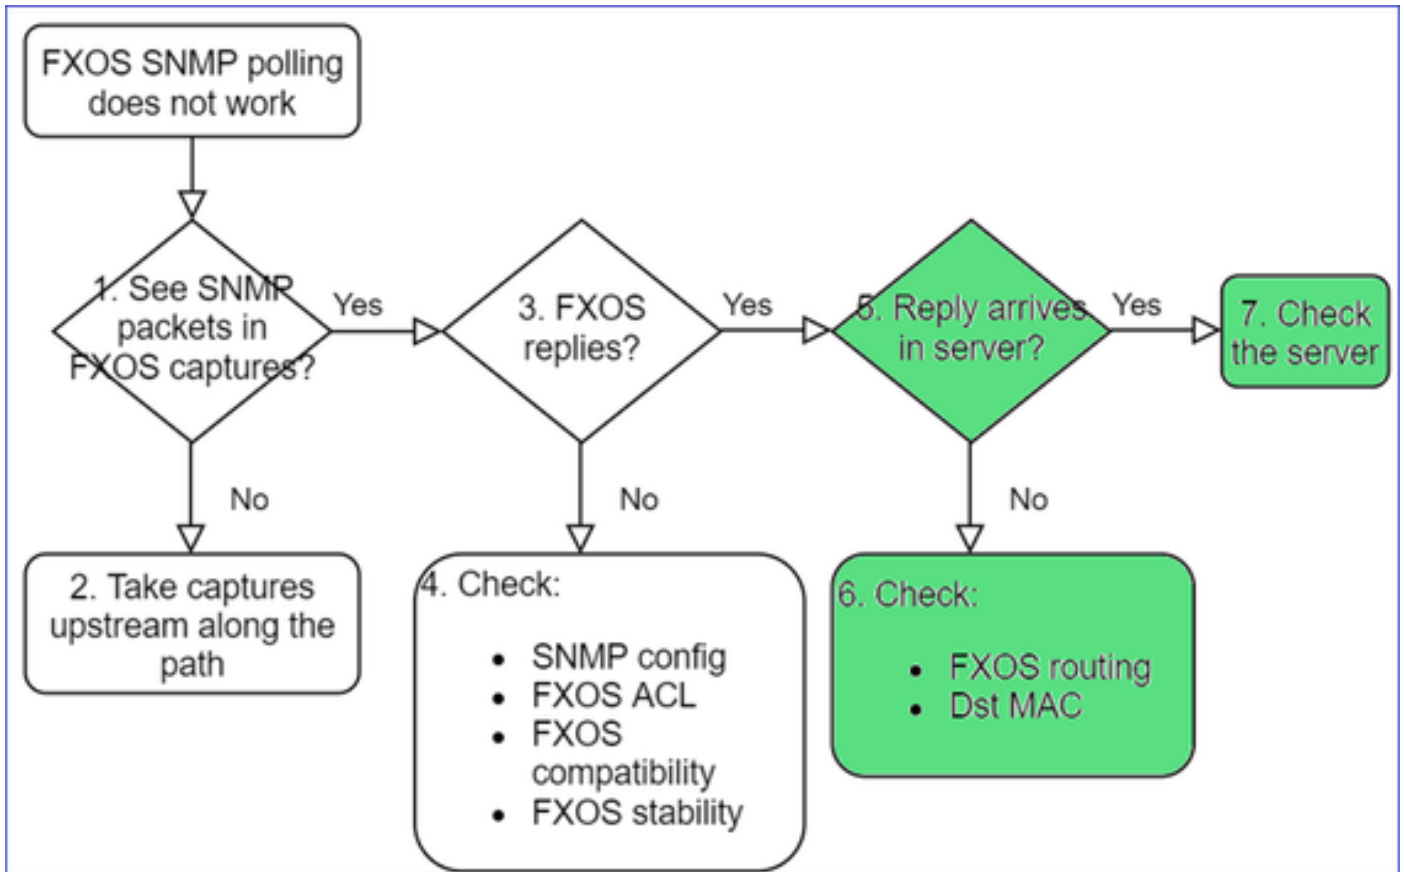 FXOS SNMP polling
does not work
1. See SNMP
packets in
FXOS captures?
Yes
3. FXOS
replies?
Yes
5. Reply arrives
in server?
Yes
7. Check
the server
No
No
No
2. Take captures
upstream along the
path
4. Check:
• SNMP config
• FXOS ACL
• FXOS
compatibility
• FXOS stability
6. Check:
• FXOS routing
• Dst MAC